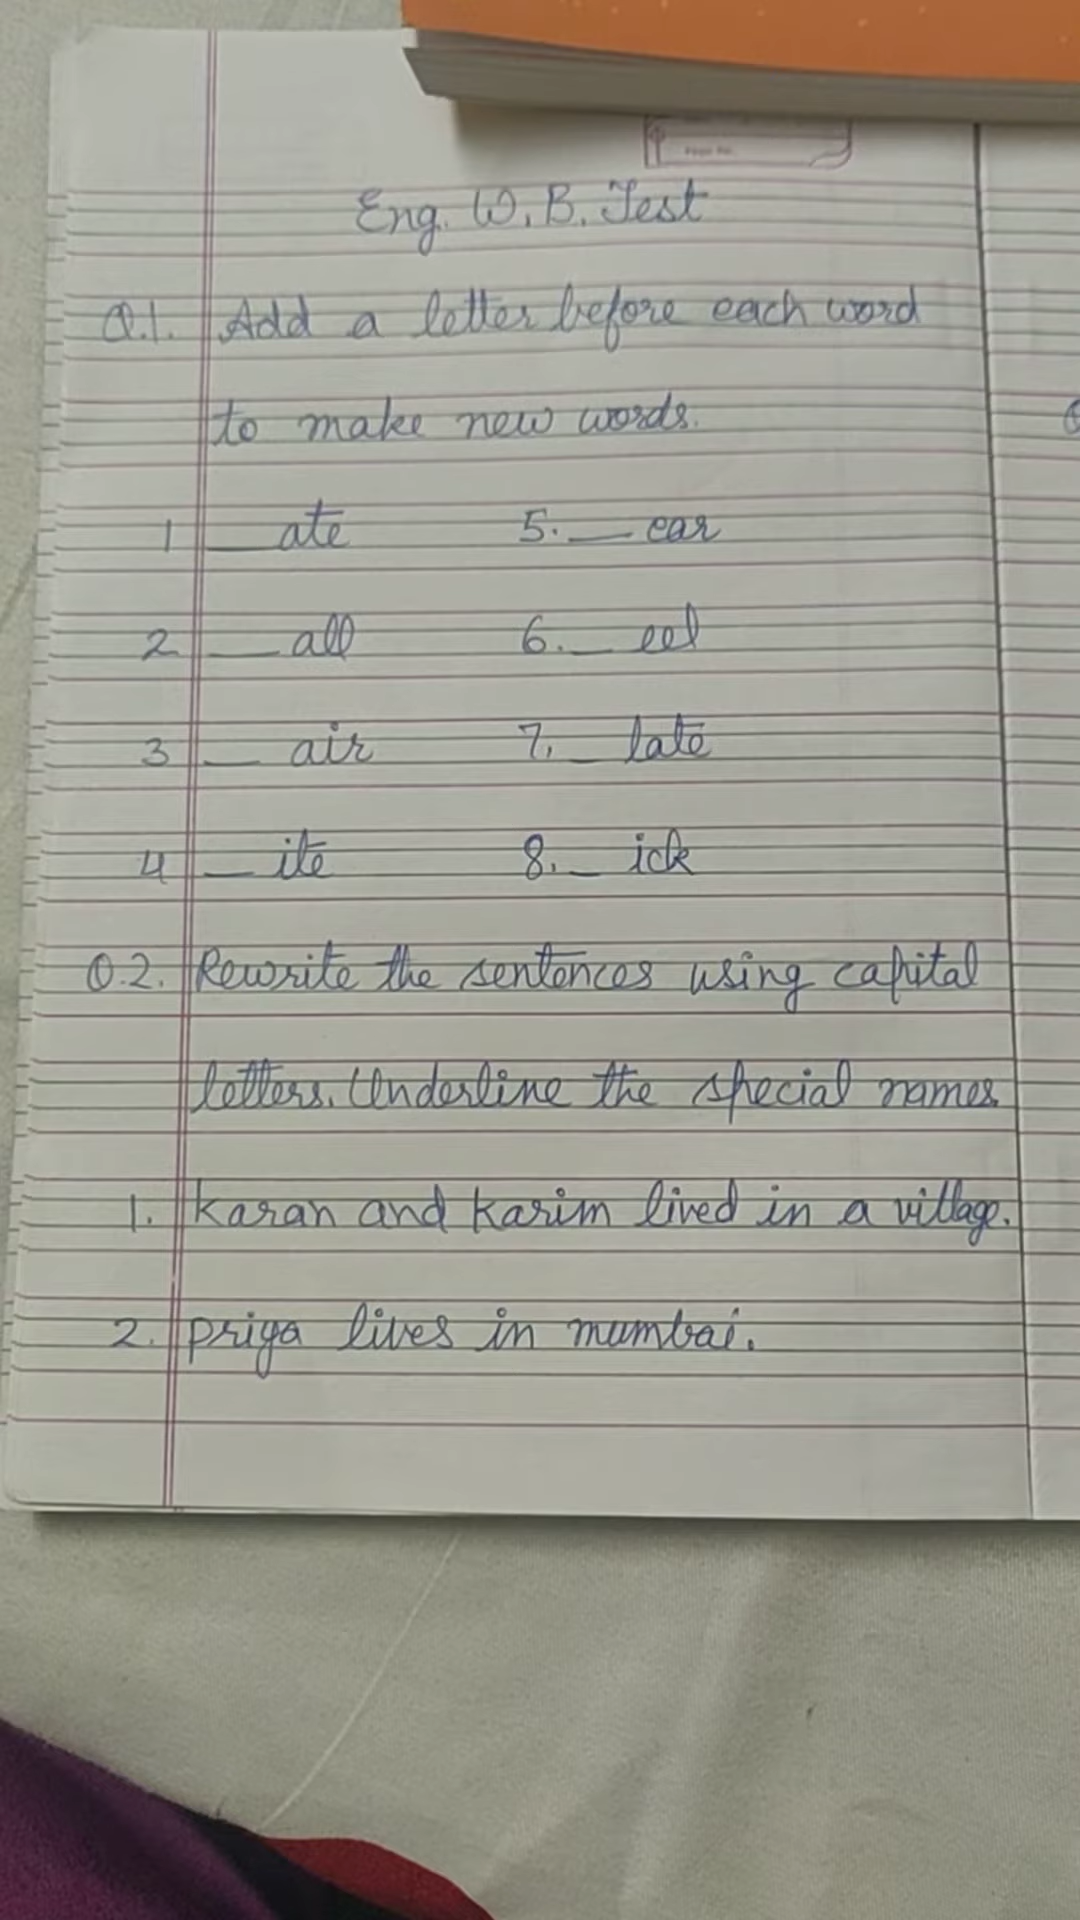 Page No.
Eng. W. B. Test
Q.1. Add a letter before each word
to make new words.
1 __ ate 5. __ ear
2 __ all 6. __ eel
3 __ air 7. __ late
4 __ ite 8. __ ick
Q.2. Rewrite the sentences using capital
letters. Underline the special names
1. karan and karim lived in a village.
2. priya lives in mumbai.